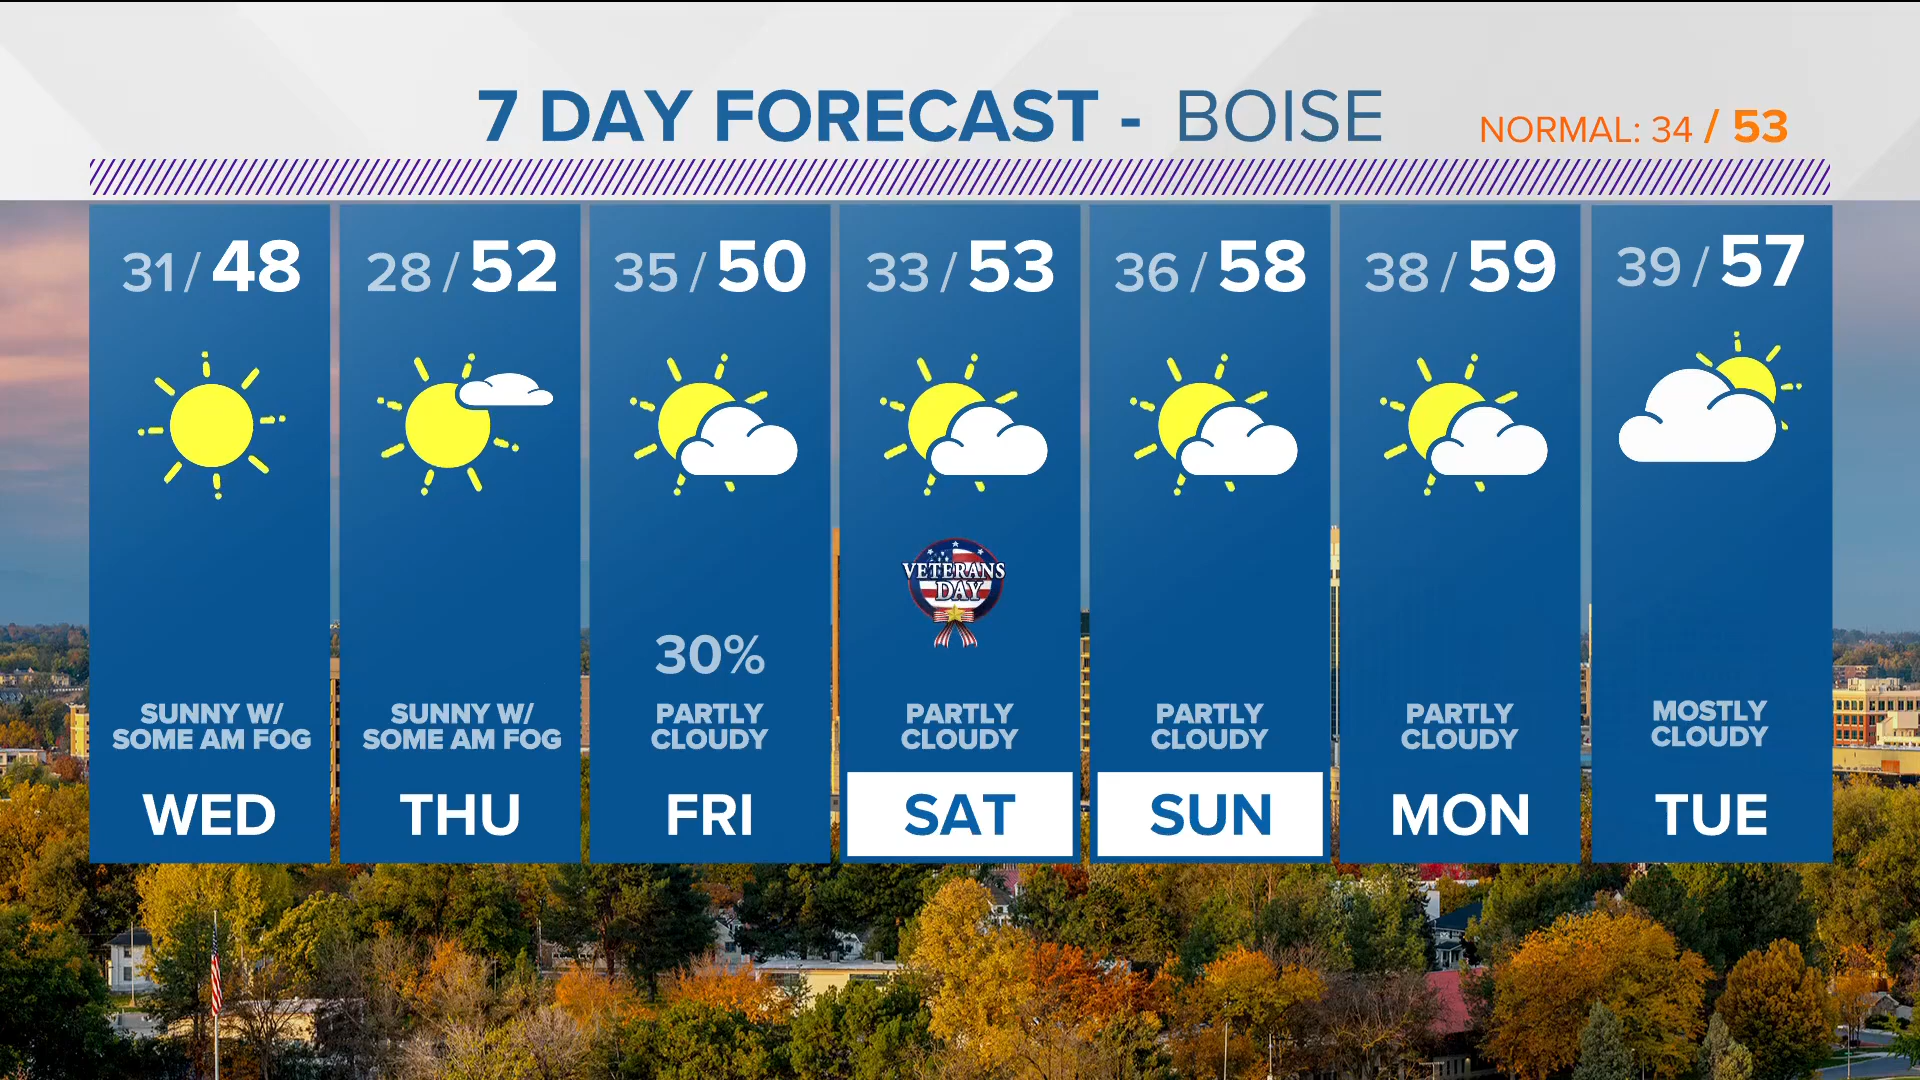 7 DAY FORECAST - BOISE NORMAL: 34 / 53
31 / 48
SUNNY W/
SOME AM FOG
WED
28 / 52
SUNNY W/
SOME AM FOG
THU
35 / 50
30%
PARTLY
CLOUDY
FRI
33 / 53
VETERANS
DAY
PARTLY
CLOUDY
SAT
36 / 58
PARTLY
CLOUDY
SUN
38 / 59
PARTLY
CLOUDY
MON
39 / 57
MOSTLY
CLOUDY
TUE